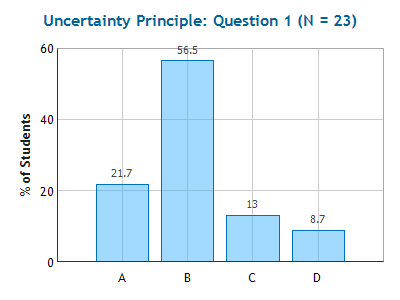 Uncertainty Principle: Question 1 (N = 23)
% of Students
60
40
20
0
21.7
56.5
13
8.7
A B C D